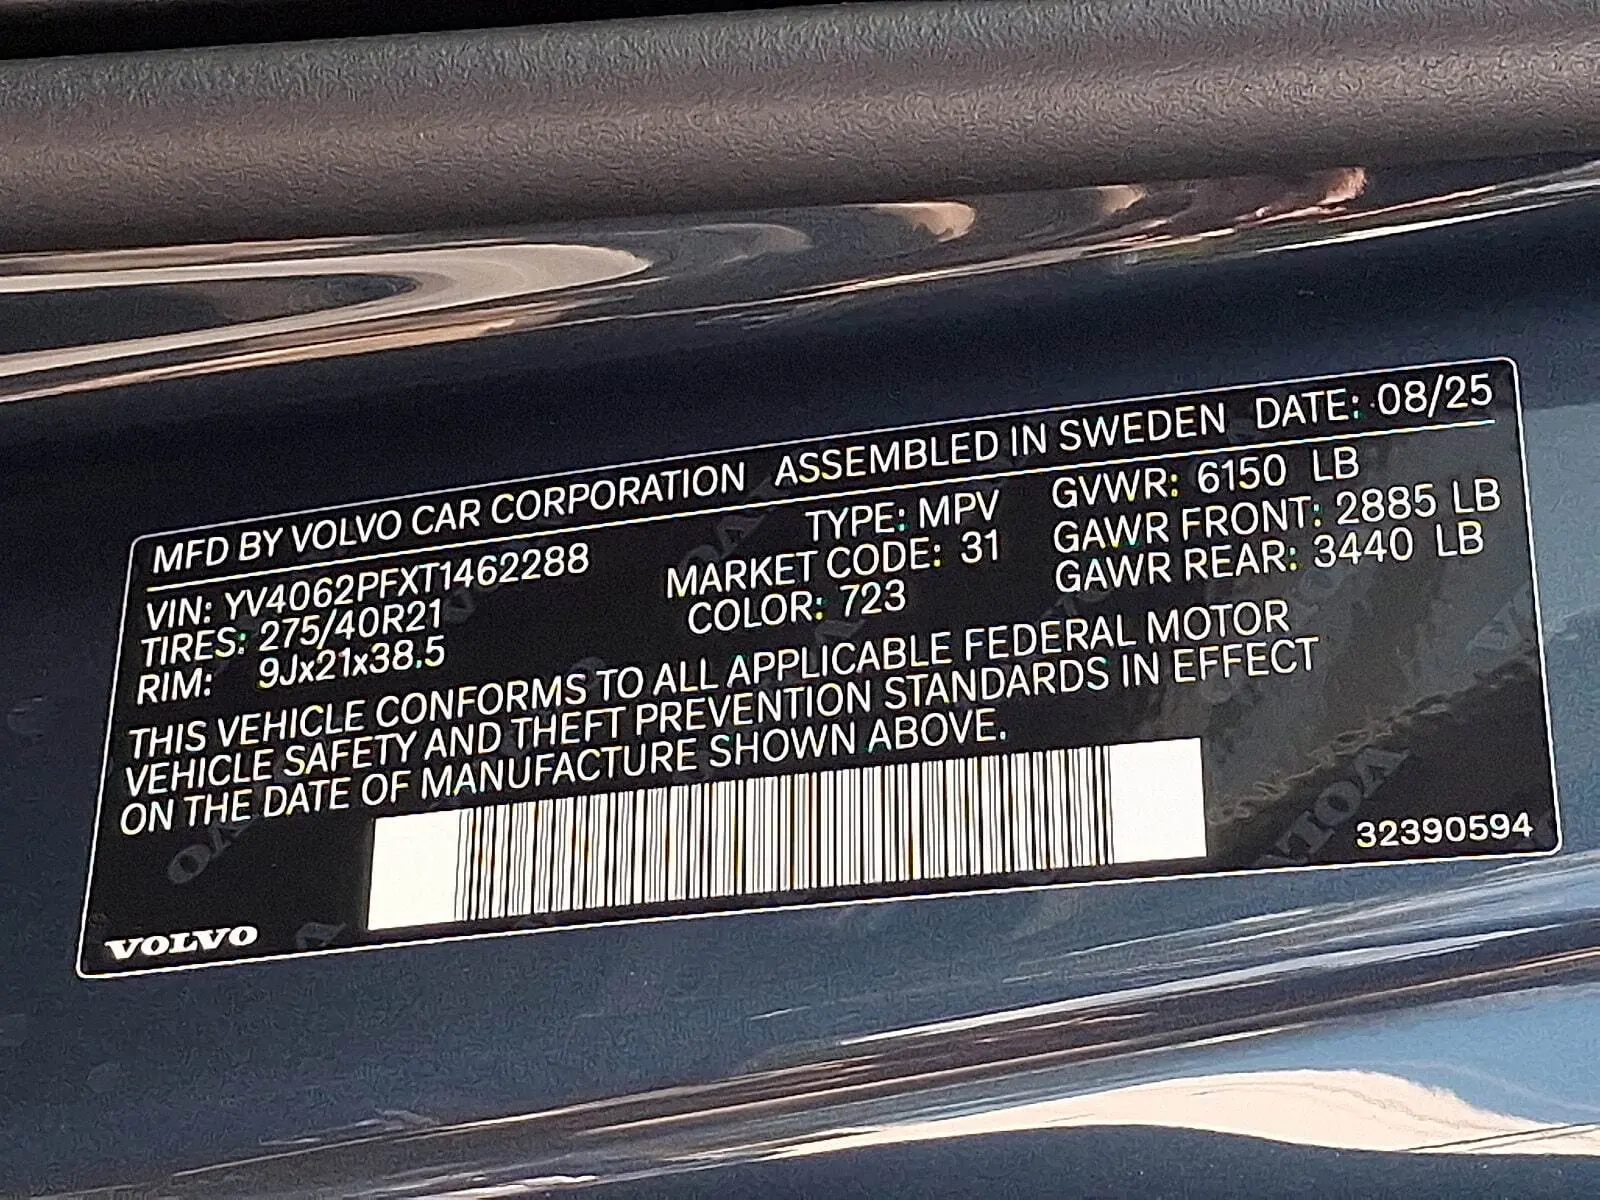 MFD BY VOLVO CAR CORPORATION ASSEMBLED IN SWEDEN DATE: 08/25
VIN: YV4062PFXT1462288 TYPE: MPV GVWR: 6150 LB
TIRES: 275/40R21 MARKET CODE: 31 GAWR FRONT: 2885 LB
RIM: 9Jx21x38.5 COLOR: 723 GAWR REAR: 3440 LB
THIS VEHICLE CONFORMS TO ALL APPLICABLE FEDERAL MOTOR
VEHICLE SAFETY AND THEFT PREVENTION STANDARDS IN EFFECT
ON THE DATE OF MANUFACTURE SHOWN ABOVE.
32390594
VOLVO